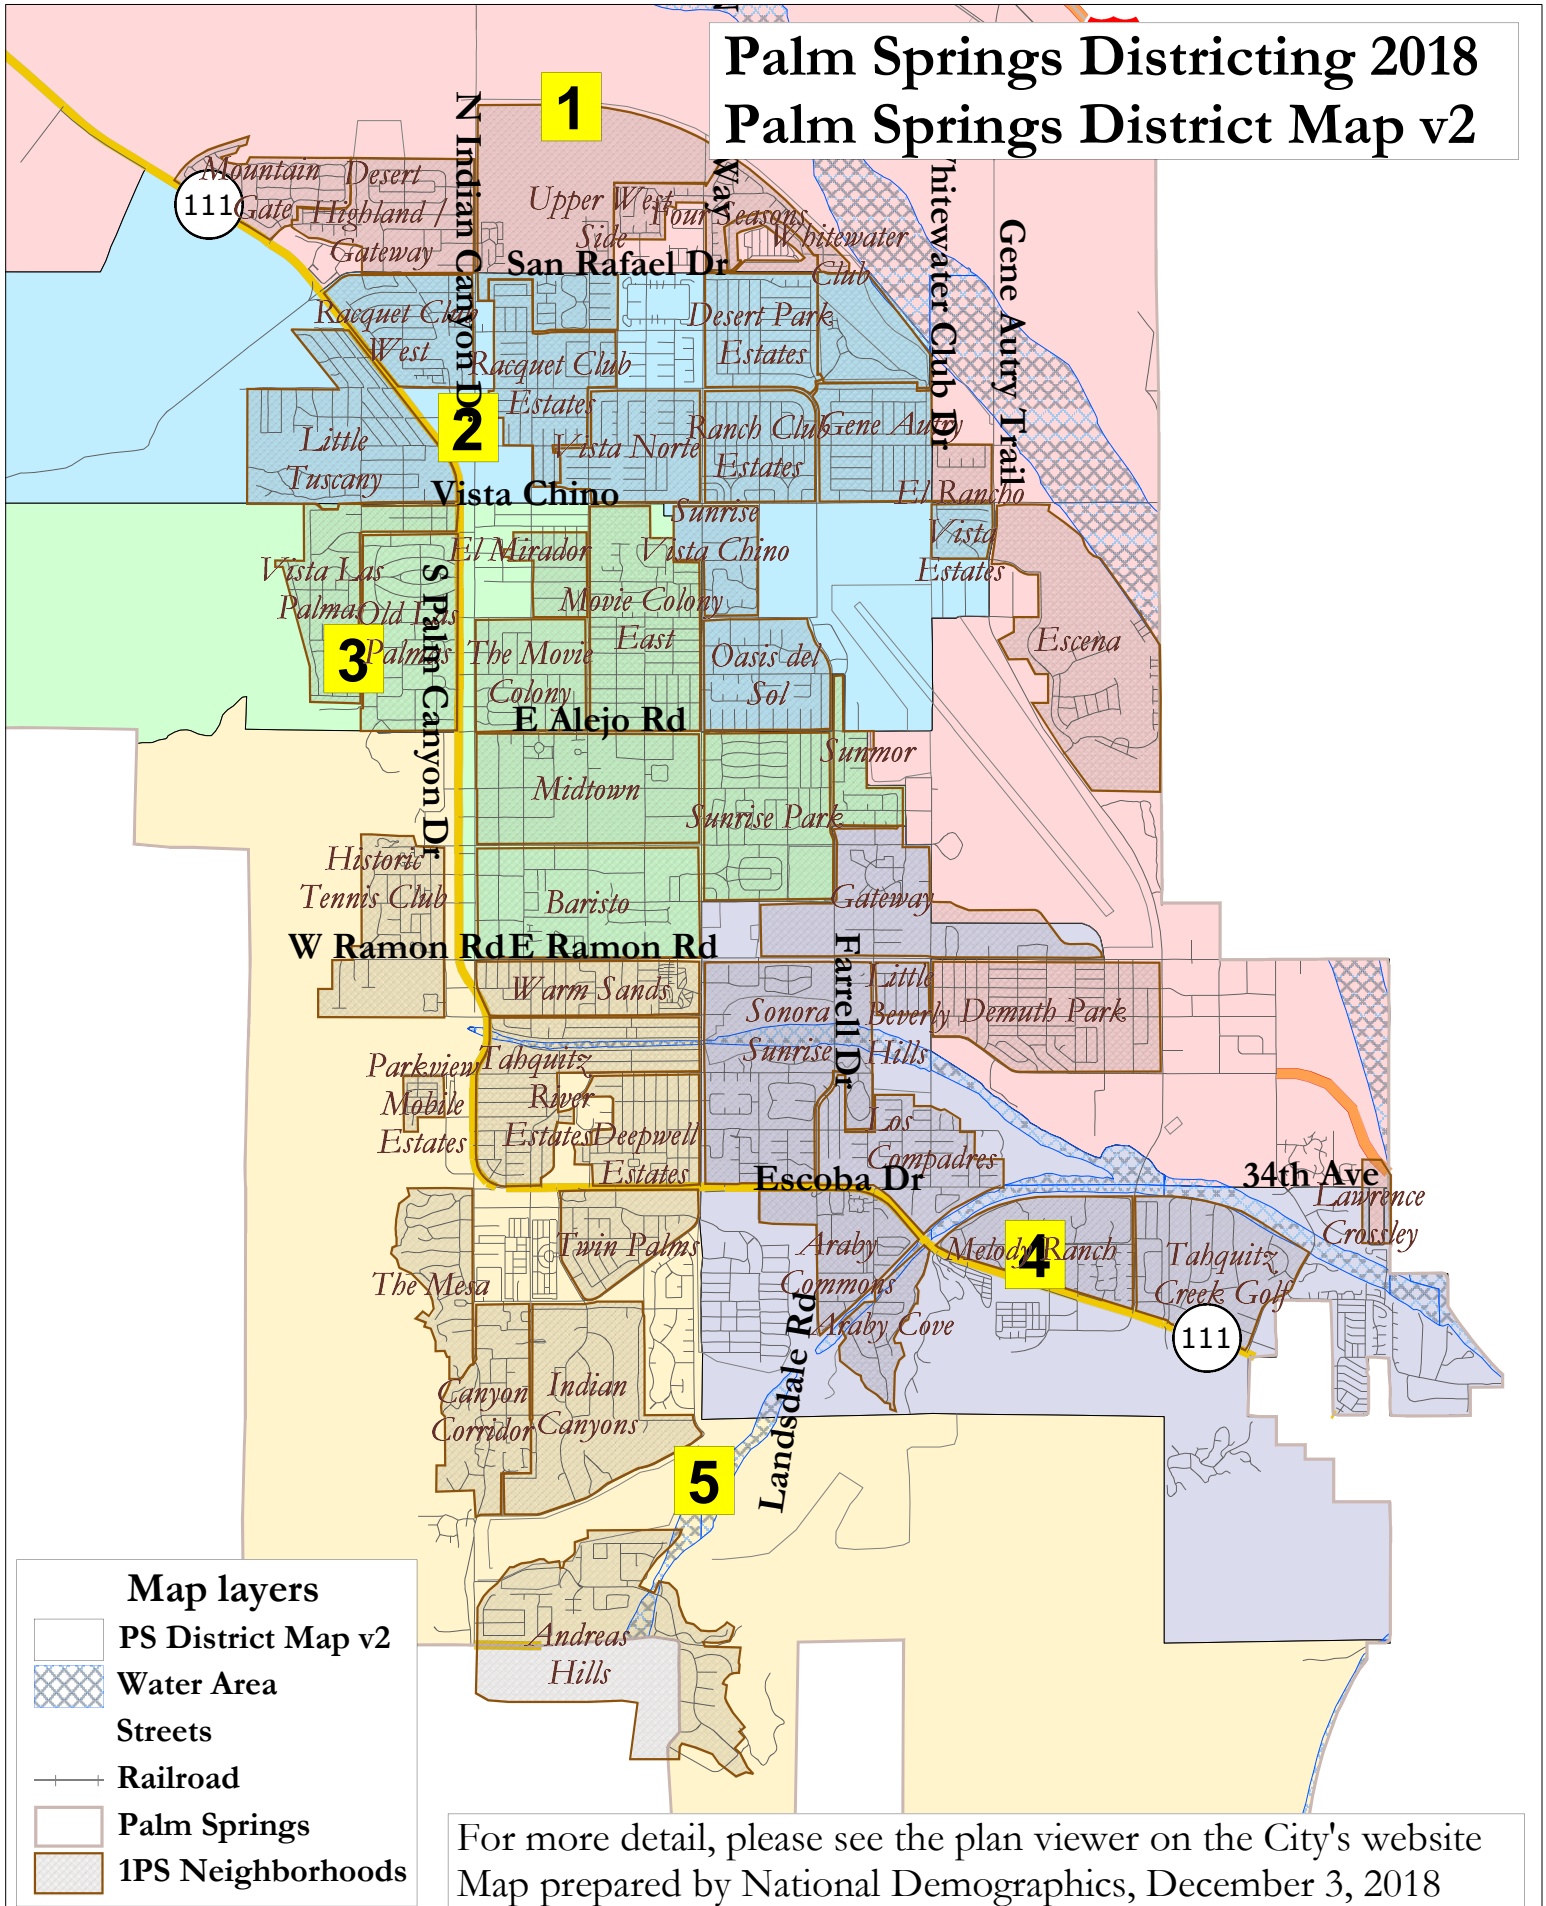 Palm Springs Districting 2018
Palm Springs District Map v2
1
N Indian Canyon Dr
Way
hitewater Club Dr
Gene Autry Trail
Mountain
Gate
111
Desert
Highland /
Gateway
Upper West
Side
Four Seasons
Whitewater
Club
San Rafael Dr
Racquet Club
West
Racquet Club
Estates
Desert Park
Estates
2
Little
Tuscany
Vista Norte
Ranch Club
Estates
Gene Autry
Vista Chino
El Rancho
Vista
Estates
Sunrise
Vista Chino
El Mirador
Vista Las
Palmas
Old Las
Palmas
3
S Palm Canyon Dr
Movie Colony
East
The Movie
Colony
Oasis del
Sol
Escena
E Alejo Rd
Midtown
Sunmor
Sunrise Park
Historic
Tennis Club
Baristo
Gateway
W Ramon Rd
E Ramon Rd
Farrell Dr
Warm Sands
Sonora
Sunrise
Little
Beverly
Hills
Demuth Park
Parkview
Mobile
Estates
Tahquitz
River
Estates
Deepwell
Estates
Los
Compadres
Escoba Dr
34th Ave
Lawrence
Crossley
The Mesa
Twin Palms
Araby
Commons
Melody Ranch
4
Tahquitz
Creek Golf
111
Araby Cove
Landsdale Rd
Canyon
Corridor
Indian
Canyons
5
Andreas
Hills
Map layers
PS District Map v2
Water Area
Streets
Railroad
Palm Springs
1PS Neighborhoods
For more detail, please see the plan viewer on the City's website
Map prepared by National Demographics, December 3, 2018